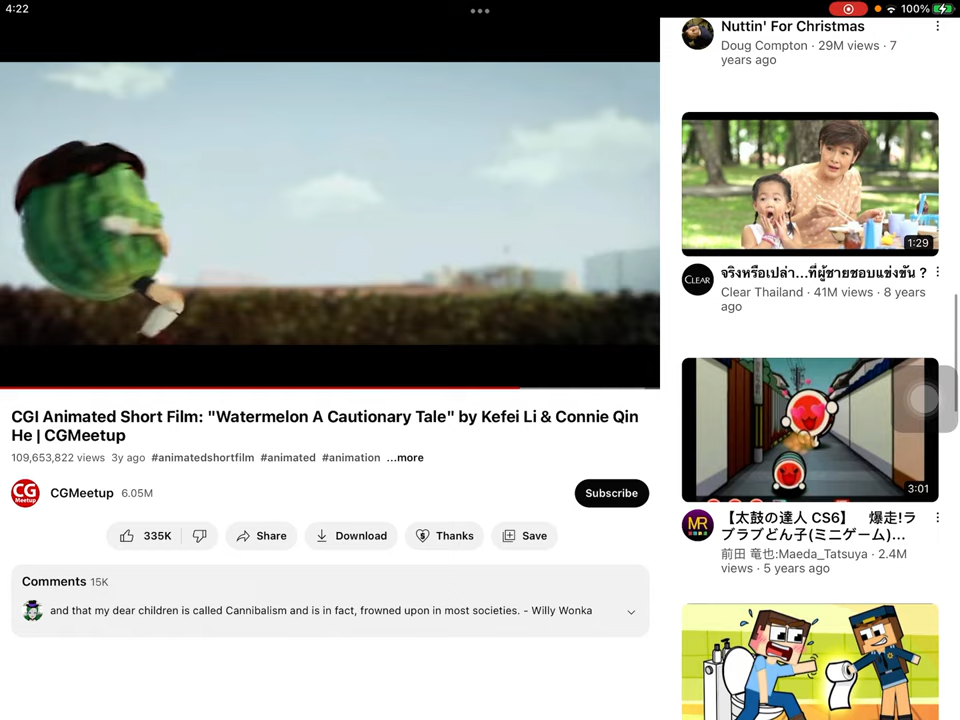 4:22
100%
Nuttin' For Christmas
Doug Compton · 29M views · 7
years ago
1:29
CLEAR
จริงหรือเปล่า...ที่ผู้ชายชอบแข่งขัน ?
Clear Thailand · 41M views · 8 years
ago
3:01
MR
【太鼓の達人 CS6】 爆走!ラ
ブラブどん子(ミニゲーム)...
前田 竜也:Maeda_Tatsuya · 2.4M
views · 5 years ago
CGI Animated Short Film: "Watermelon A Cautionary Tale" by Kefei Li & Connie Qin
He | CGMeetup
109,653,822 views 3y ago #animatedshortfilm #animated #animation ...more
CG
Meetup
CGMeetup 6.05M
Subscribe
335K
Share
Download
Thanks
Save
Comments 15K
and that my dear children is called Cannibalism and is in fact, frowned upon in most societies. - Willy Wonka